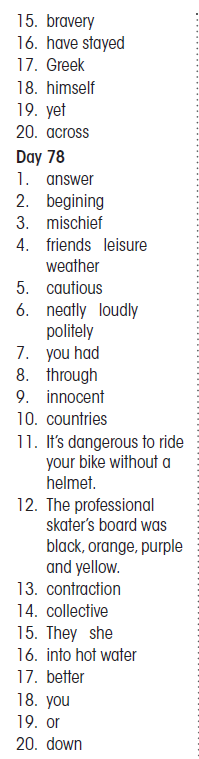 15. bravery
16. have stayed
17. Greek
18. himself
19. yet
20. across
Day 78
1. answer
2. begining
3. mischief
4. friends leisure
weather
5. cautious
6. neatly loudly
politely
7. you had
8. through
9. innocent
10. countries
11. It's dangerous to ride
your bike without a
helmet.
12. The professional
skater's board was
black, orange, purple
and yellow.
13. contraction
14. collective
15. They she
16. into hot water
17. better
18. you
19. or
20. down